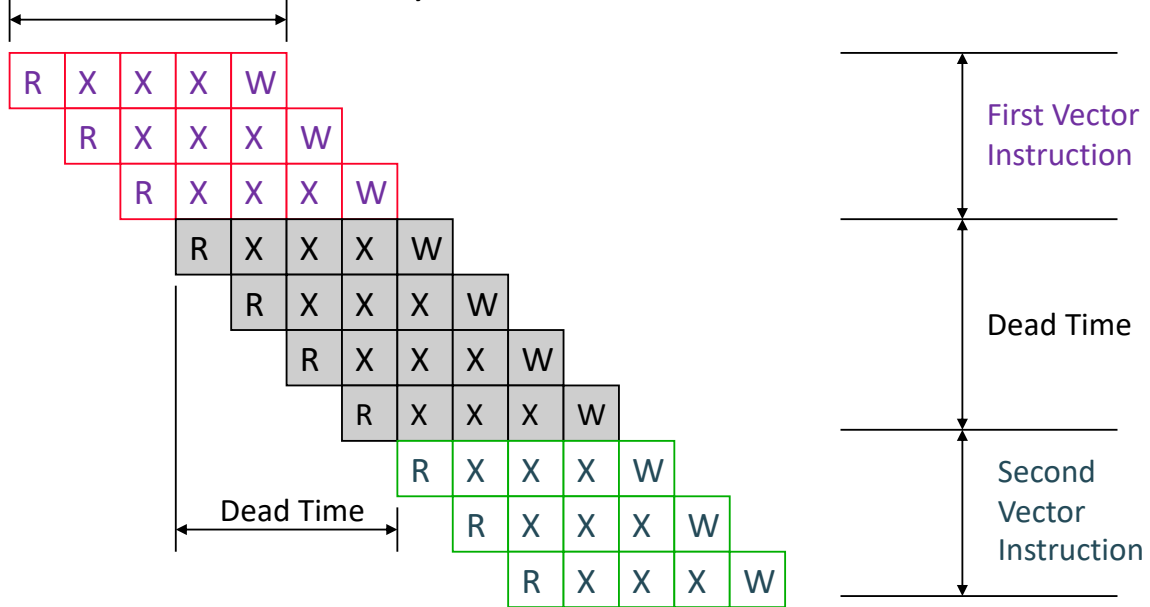 R X X X W
R X X X W
First Vector
Instruction
R X X X W
R X X X W
R X X X W
Dead Time
R X X X W
R X X X W
R X X X W
Second
Vector
Instruction
Dead Time
R X X X W
R X X X W